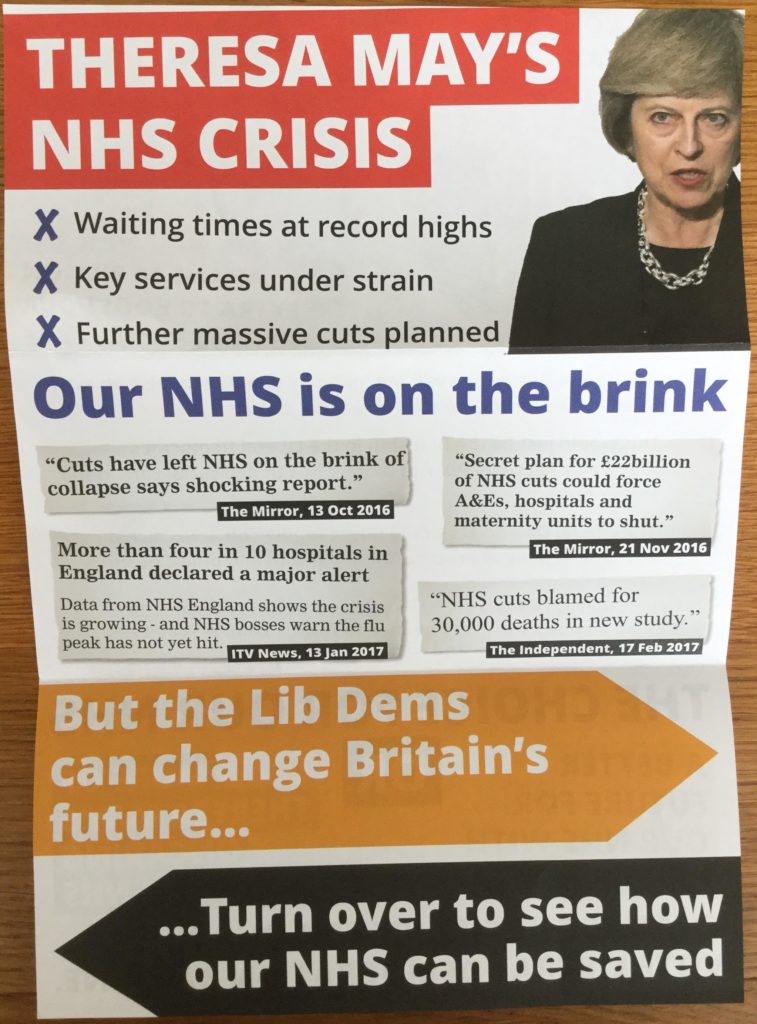 THERESA MAY'S
NHS CRISIS
X Waiting times at record highs
X Key services under strain
X Further massive cuts planned
Our NHS is on the brink
“Cuts have left NHS on the brink of
collapse says shocking report.”
The Mirror, 13 Oct 2016
“Secret plan for £22billion
of NHS cuts could force
A&Es, hospitals and
maternity units to shut.”
The Mirror, 21 Nov 2016
More than four in 10 hospitals in
England declared a major alert
Data from NHS England shows the crisis
is growing - and NHS bosses warn the flu
peak has not yet hit.
ITV News, 13 Jan 2017
“NHS cuts blamed for
30,000 deaths in new study.”
The Independent, 17 Feb 2017
But the Lib Dems
can change Britain's
future...
...Turn over to see how
our NHS can be saved